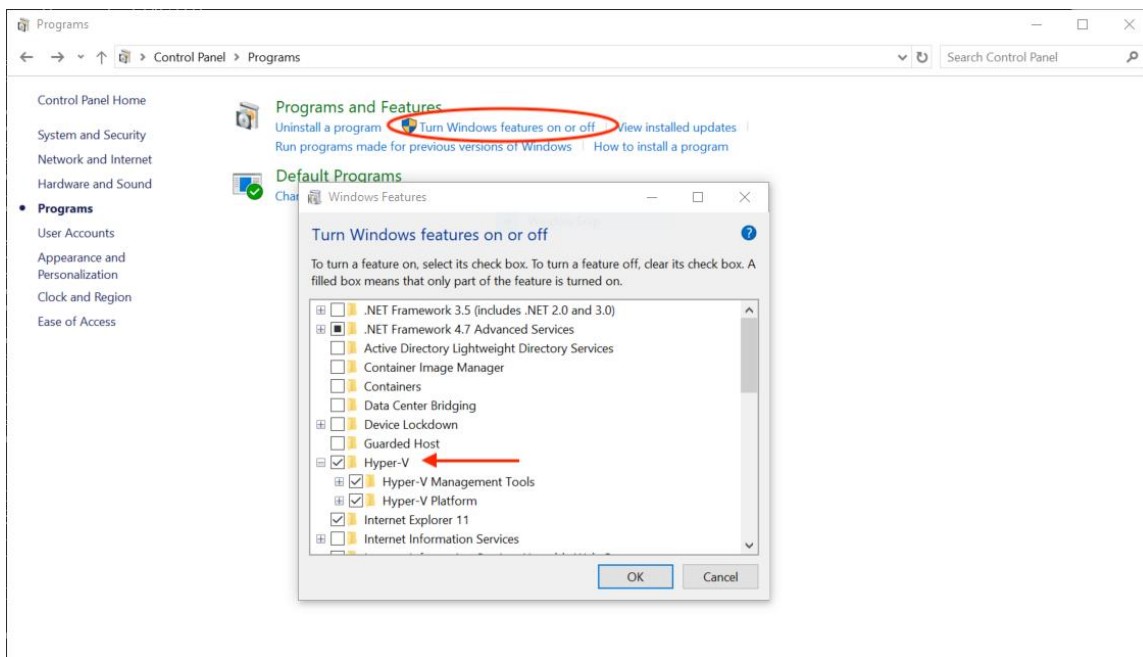 Programs
Control Panel > Programs
Search Control Panel
Control Panel Home
System and Security
Network and Internet
Hardware and Sound
Programs
User Accounts
Appearance and
Personalization
Clock and Region
Ease of Access
Programs and Features
Uninstall a program Turn Windows features on or off View installed updates
Run programs made for previous versions of Windows How to install a program
Default Programs
Windows Features
Turn Windows features on or off
To turn a feature on, select its check box. To turn a feature off, clear its check box. A
filled box means that only part of the feature is turned on.
.NET Framework 3.5 (includes .NET 2.0 and 3.0)
.NET Framework 4.7 Advanced Services
Active Directory Lightweight Directory Services
Container Image Manager
Containers
Data Center Bridging
Device Lockdown
Guarded Host
Hyper-V
Hyper-V Management Tools
Hyper-V Platform
Internet Explorer 11
Internet Information Services
OK Cancel